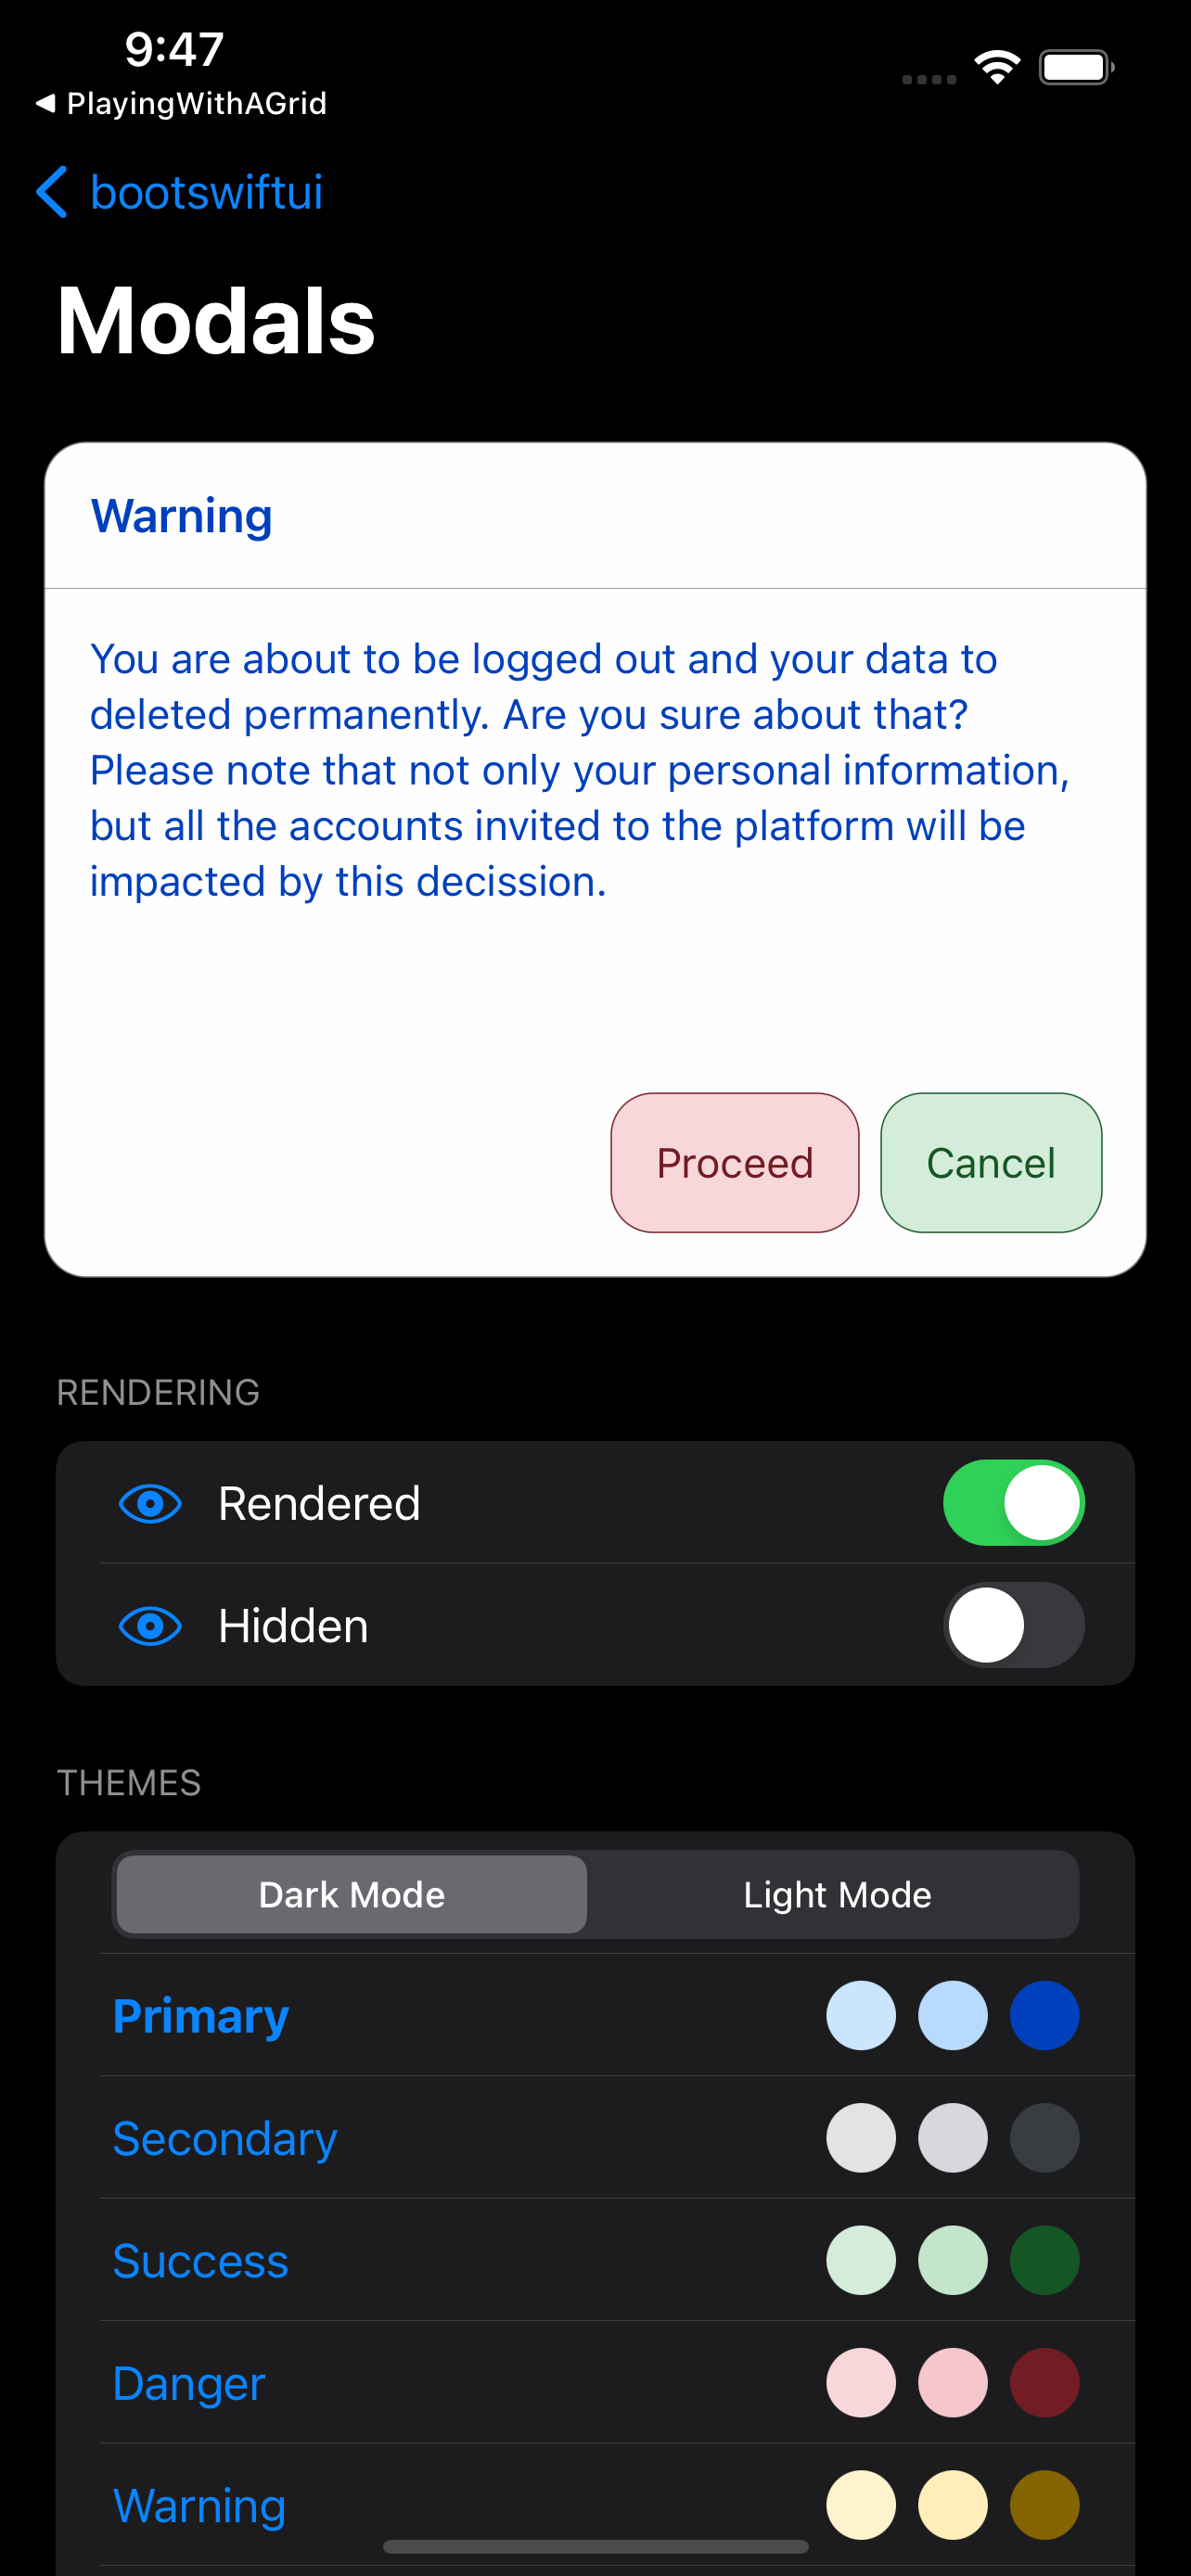 9:47
PlayingWithAGrid
bootswiftui
Modals
Warning
You are about to be logged out and your data to
deleted permanently. Are you sure about that?
Please note that not only your personal information,
but all the accounts invited to the platform will be
impacted by this decission.
Proceed Cancel
RENDERING
Rendered
Hidden
THEMES
Dark Mode Light Mode
Primary
Secondary
Success
Danger
Warning